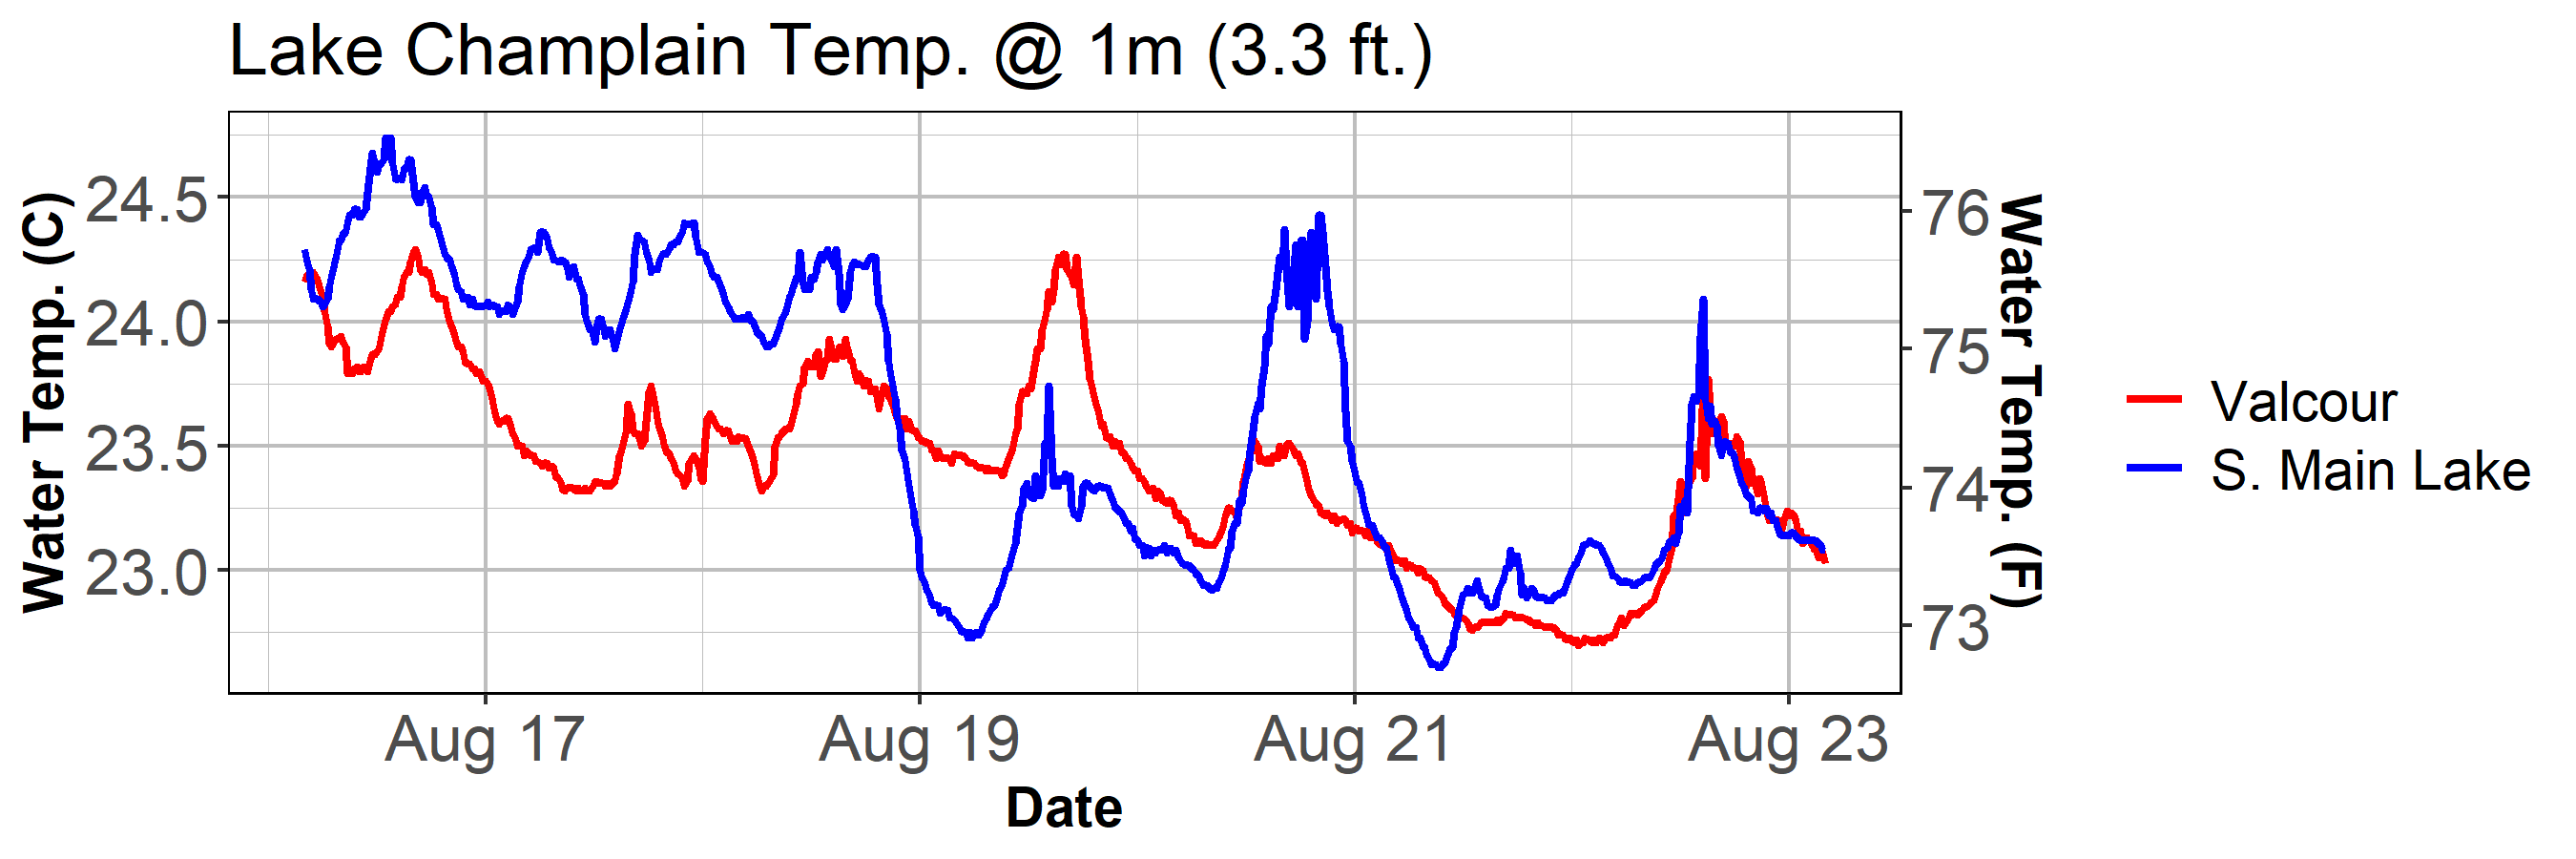 Lake Champlain Temp. @ 1m (3.3 ft.)
Water Temp. (C)
24.5
24.0
23.5
23.0
76
75
74
73
Water Temp. (F)
Aug 17
Aug 19
Aug 21
Aug 23
Date
Valcour
S. Main Lake